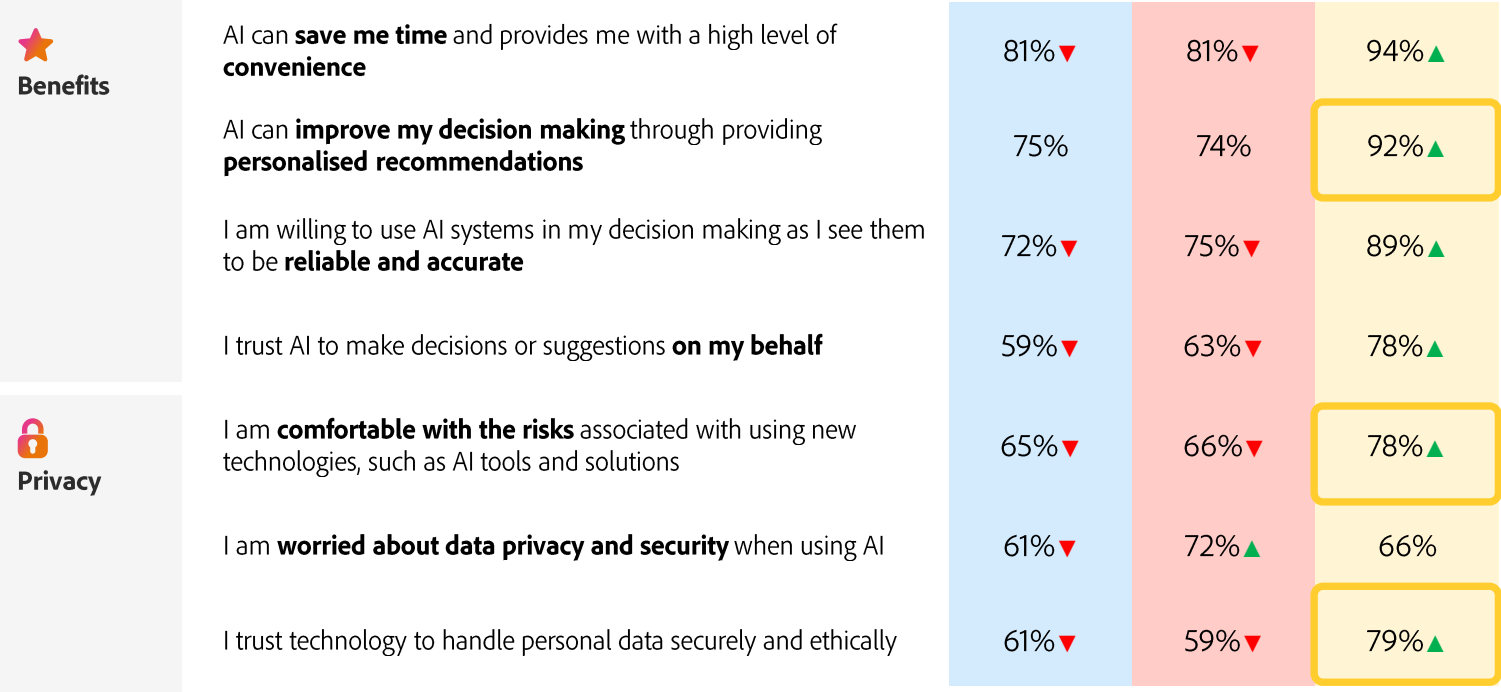 Benefits
AI can save me time and provides me with a high level of
convenience
81%▼ 81%▼ 94%▲
AI can improve my decision making through providing
personalised recommendations
75% 74% 92%▲
I am willing to use AI systems in my decision making as I see them
to be reliable and accurate
72%▼ 75%▼ 89%▲
I trust AI to make decisions or suggestions on my behalf
59%▼ 63%▼ 78%▲
Privacy
I am comfortable with the risks associated with using new
technologies, such as AI tools and solutions
65%▼ 66%▼ 78%▲
I am worried about data privacy and security when using AI
61%▼ 72%▲ 66%
I trust technology to handle personal data securely and ethically
61%▼ 59%▼ 79%▲